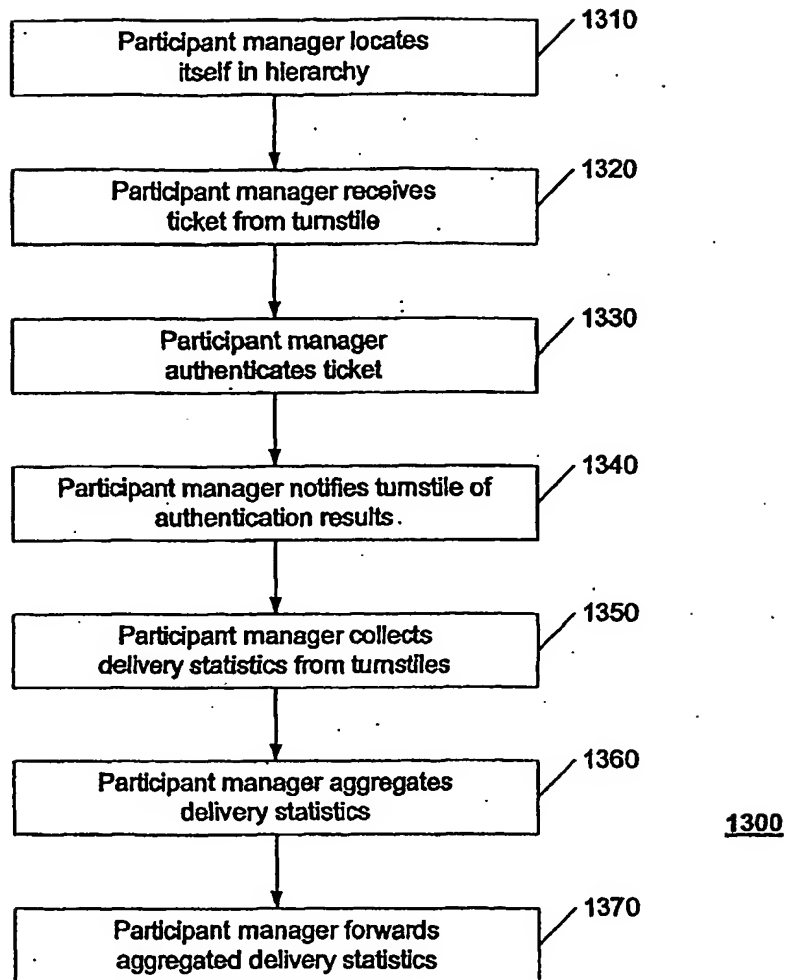 1310
Participant manager locates
itself in hierarchy
1320
Participant manager receives
ticket from turnstile
1330
Participant manager
authenticates ticket
1340
Participant manager notifies turnstile of
authentication results.
1350
Participant manager collects
delivery statistics from turnstiles
1360
Participant manager aggregates
delivery statistics
1300
1370
Participant manager forwards
aggregated delivery statistics